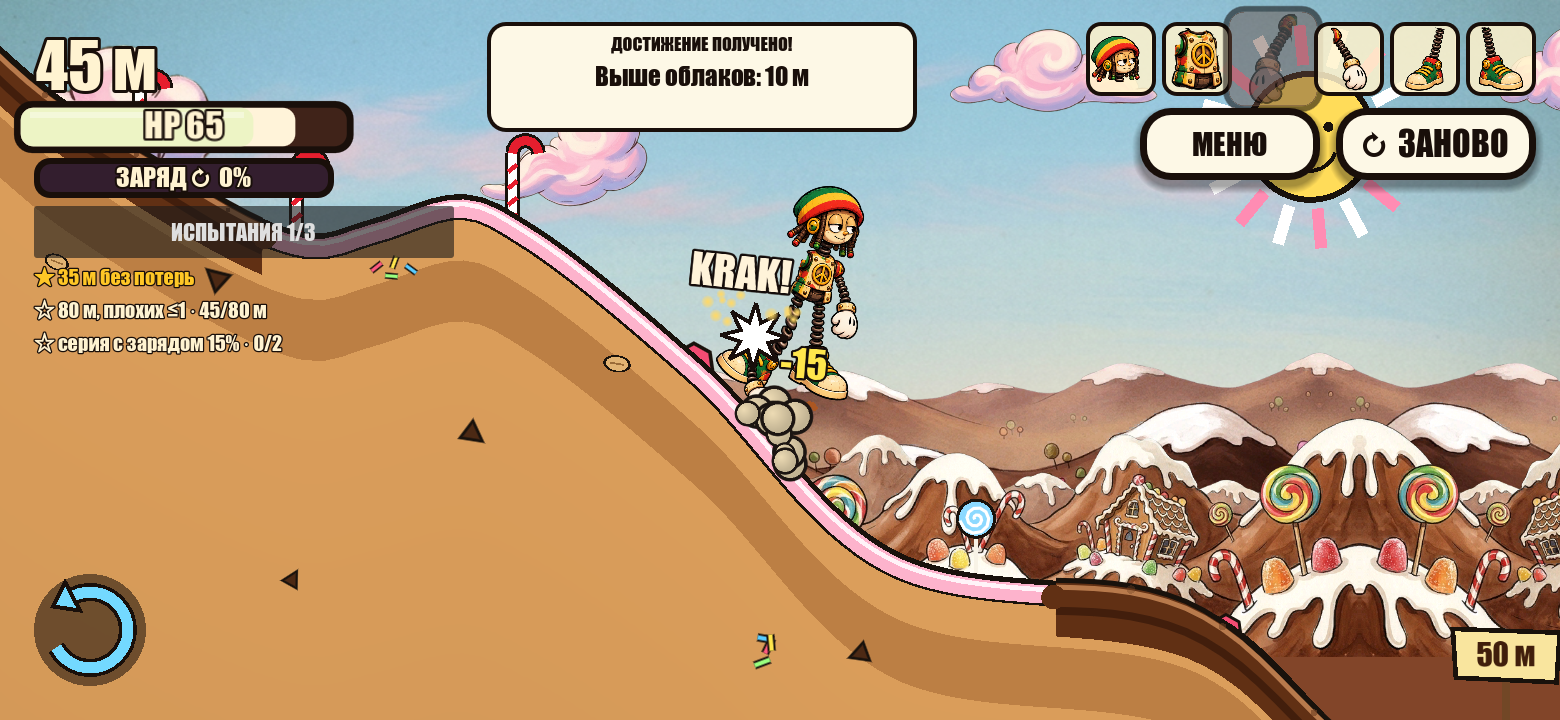 45 м
HP 65
ЗАРЯД 0%
ИСПЫТАНИЯ 1/3
35 м без потерь
80 м, плохих ≤1 · 45/80 м
серия с зарядом 15% · 0/2
ДОСТИЖЕНИЕ ПОЛУЧЕНО!
Выше облаков: 10 м
МЕНЮ
ЗАНОВО
KRAK!
-15
50 м